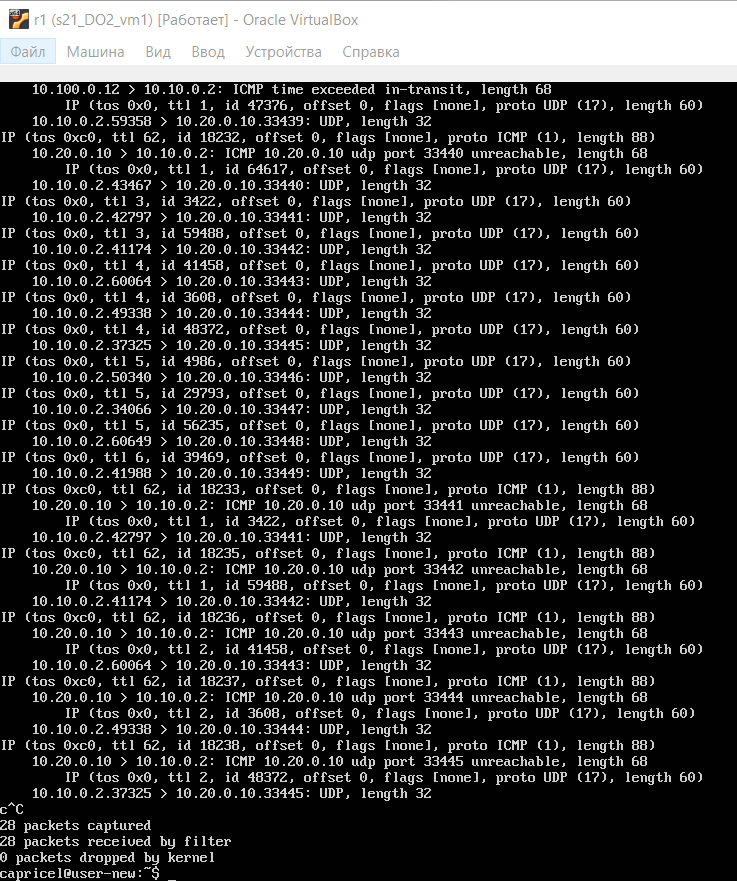 r1 (s21_DO2_vm1) [Работает] - Oracle VirtualBox
Файл Машина Вид Ввод Устройства Справка
10.100.0.12 > 10.10.0.2: ICMP time exceeded in-transit, length 68
IP (tos 0x0, ttl 1, id 47376, offset 0, flags [none], proto UDP (17), length 60)
10.10.0.2.59358 > 10.20.0.10.33439: UDP, length 32
IP (tos 0xc0, ttl 62, id 18232, offset 0, flags [none], proto ICMP (1), length 88)
10.20.0.10 > 10.10.0.2: ICMP 10.20.0.10 udp port 33440 unreachable, length 68
IP (tos 0x0, ttl 1, id 64617, offset 0, flags [none], proto UDP (17), length 60)
10.10.0.2.43467 > 10.20.0.10.33440: UDP, length 32
IP (tos 0x0, ttl 3, id 3422, offset 0, flags [none], proto UDP (17), length 60)
10.10.0.2.42797 > 10.20.0.10.33441: UDP, length 32
IP (tos 0x0, ttl 3, id 59488, offset 0, flags [none], proto UDP (17), length 60)
10.10.0.2.41174 > 10.20.0.10.33442: UDP, length 32
IP (tos 0x0, ttl 4, id 41458, offset 0, flags [none], proto UDP (17), length 60)
10.10.0.2.60064 > 10.20.0.10.33443: UDP, length 32
IP (tos 0x0, ttl 4, id 3608, offset 0, flags [none], proto UDP (17), length 60)
10.10.0.2.49338 > 10.20.0.10.33444: UDP, length 32
IP (tos 0x0, ttl 4, id 48372, offset 0, flags [none], proto UDP (17), length 60)
10.10.0.2.37325 > 10.20.0.10.33445: UDP, length 32
IP (tos 0x0, ttl 5, id 4986, offset 0, flags [none], proto UDP (17), length 60)
10.10.0.2.50340 > 10.20.0.10.33446: UDP, length 32
IP (tos 0x0, ttl 5, id 29793, offset 0, flags [none], proto UDP (17), length 60)
10.10.0.2.34066 > 10.20.0.10.33447: UDP, length 32
IP (tos 0x0, ttl 5, id 56235, offset 0, flags [none], proto UDP (17), length 60)
10.10.0.2.60649 > 10.20.0.10.33448: UDP, length 32
IP (tos 0x0, ttl 6, id 39469, offset 0, flags [none], proto UDP (17), length 60)
10.10.0.2.41988 > 10.20.0.10.33449: UDP, length 32
IP (tos 0xc0, ttl 62, id 18233, offset 0, flags [none], proto ICMP (1), length 88)
10.20.0.10 > 10.10.0.2: ICMP 10.20.0.10 udp port 33441 unreachable, length 68
IP (tos 0x0, ttl 1, id 3422, offset 0, flags [none], proto UDP (17), length 60)
10.10.0.2.42797 > 10.20.0.10.33441: UDP, length 32
IP (tos 0xc0, ttl 62, id 18235, offset 0, flags [none], proto ICMP (1), length 88)
10.20.0.10 > 10.10.0.2: ICMP 10.20.0.10 udp port 33442 unreachable, length 68
IP (tos 0x0, ttl 1, id 59488, offset 0, flags [none], proto UDP (17), length 60)
10.10.0.2.41174 > 10.20.0.10.33442: UDP, length 32
IP (tos 0xc0, ttl 62, id 18236, offset 0, flags [none], proto ICMP (1), length 88)
10.20.0.10 > 10.10.0.2: ICMP 10.20.0.10 udp port 33443 unreachable, length 68
IP (tos 0x0, ttl 2, id 41458, offset 0, flags [none], proto UDP (17), length 60)
10.10.0.2.60064 > 10.20.0.10.33443: UDP, length 32
IP (tos 0xc0, ttl 62, id 18237, offset 0, flags [none], proto ICMP (1), length 88)
10.20.0.10 > 10.10.0.2: ICMP 10.20.0.10 udp port 33444 unreachable, length 68
IP (tos 0x0, ttl 2, id 3608, offset 0, flags [none], proto UDP (17), length 60)
10.10.0.2.49338 > 10.20.0.10.33444: UDP, length 32
IP (tos 0xc0, ttl 62, id 18238, offset 0, flags [none], proto ICMP (1), length 88)
10.20.0.10 > 10.10.0.2: ICMP 10.20.0.10 udp port 33445 unreachable, length 68
IP (tos 0x0, ttl 2, id 48372, offset 0, flags [none], proto UDP (17), length 60)
10.10.0.2.37325 > 10.20.0.10.33445: UDP, length 32
c^C
28 packets captured
28 packets received by filter
0 packets dropped by kernel
capricel@user-new:~$ _